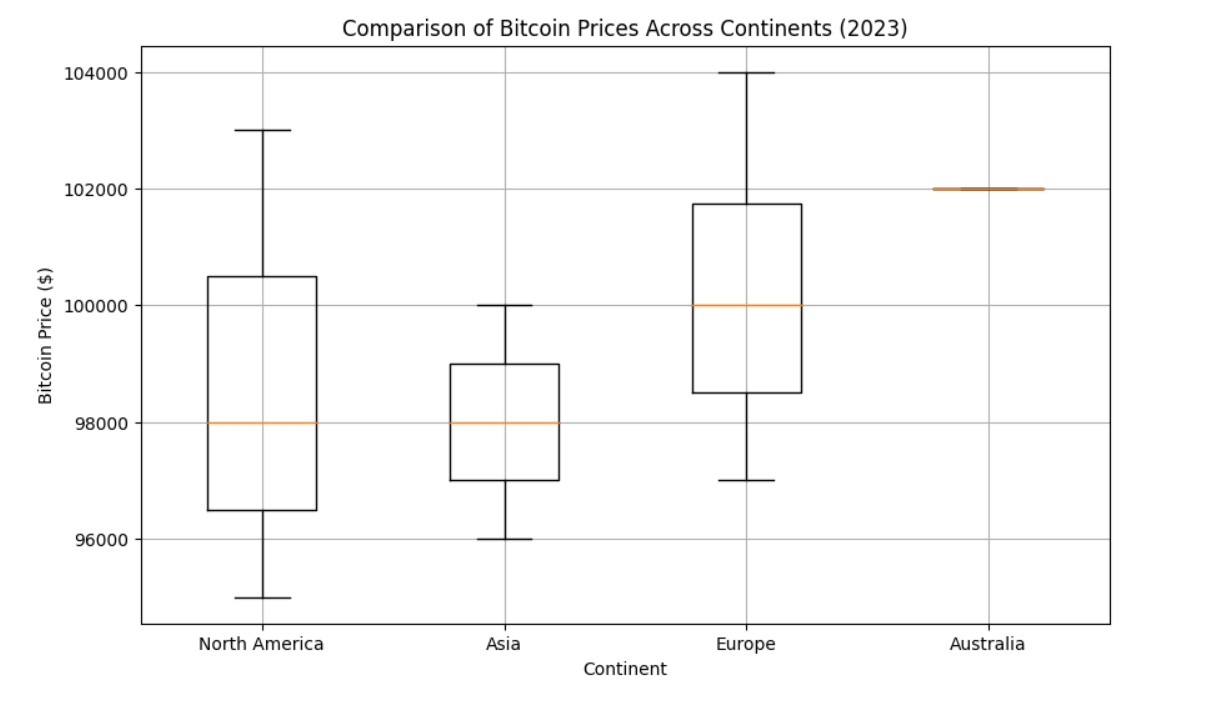 Comparison of Bitcoin Prices Across Continents (2023)
104000
102000
100000
98000
96000
Bitcoin Price ($)
North America Asia Europe Australia
Continent